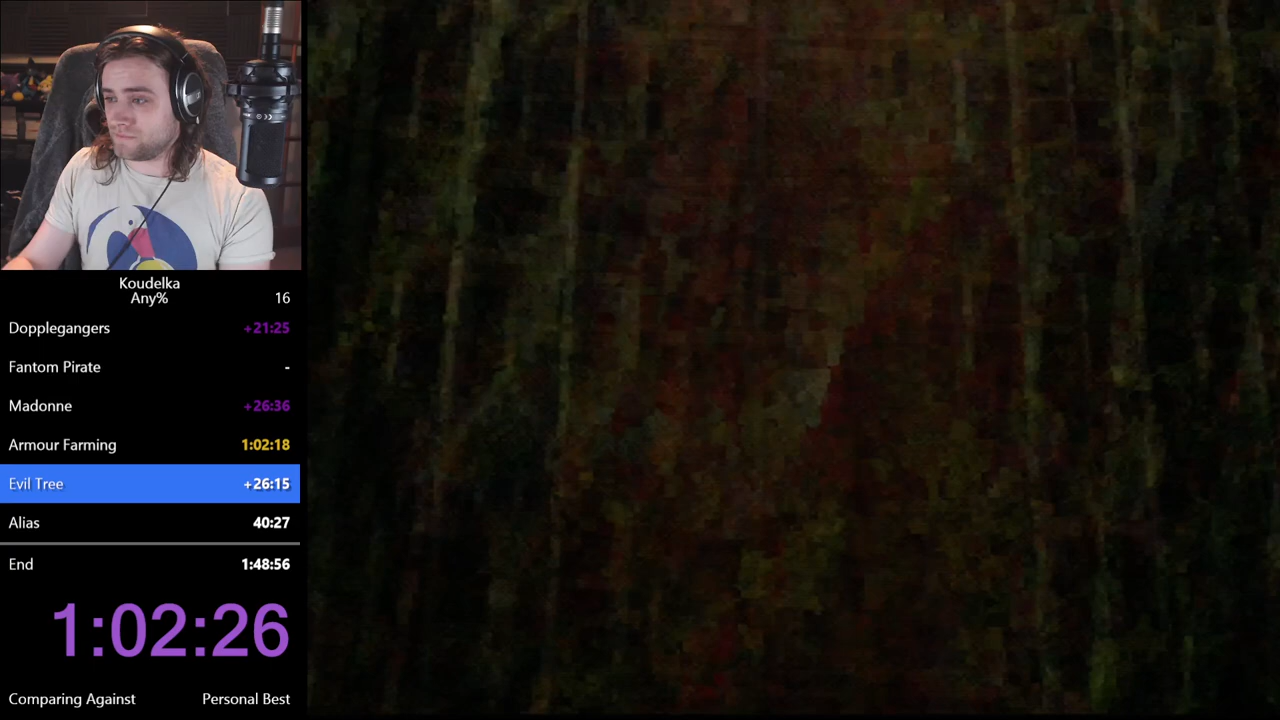 Koudelka
Any% 16
Dopplegangers +21:25
Fantom Pirate -
Madonne +26:36
Armour Farming 1:02:18
Evil Tree +26:15
Alias 40:27
End 1:48:56
1:02:26
Comparing Against Personal Best